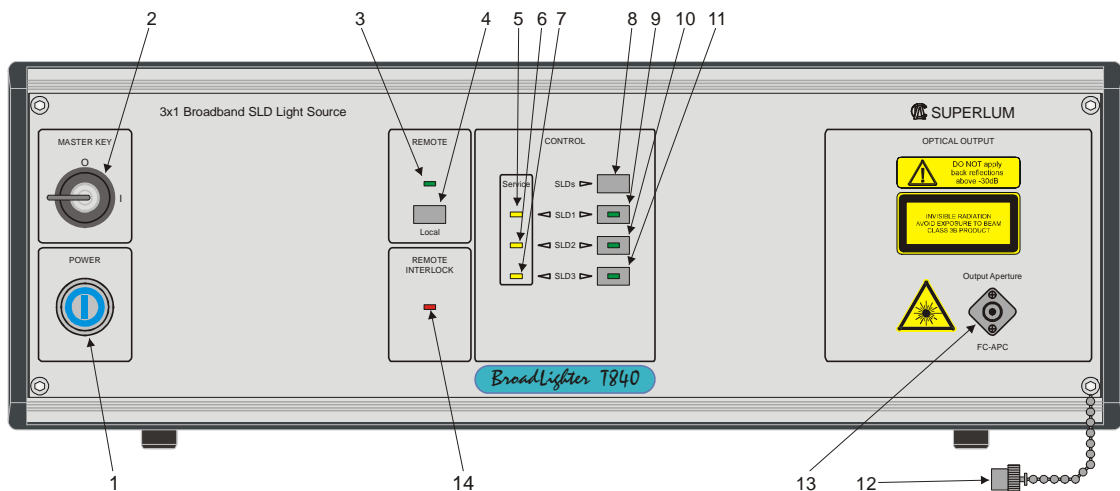 2
3
4
5
6
7
8
9
10
11
3x1 Broadband SLD Light Source
SUPERLUM
MASTER KEY
O
I
POWER
REMOTE
Local
REMOTE
INTERLOCK
CONTROL
Service
SLDs
SLD1
SLD2
SLD3
BroadLighter T840
OPTICAL OUTPUT
DO NOT apply
back reflections
above -30dB
INVISIBLE RADIATION
AVOID EXPOSURE TO BEAM
CLASS 3B PRODUCT
Output Aperture
FC-APC
1
14
13
12